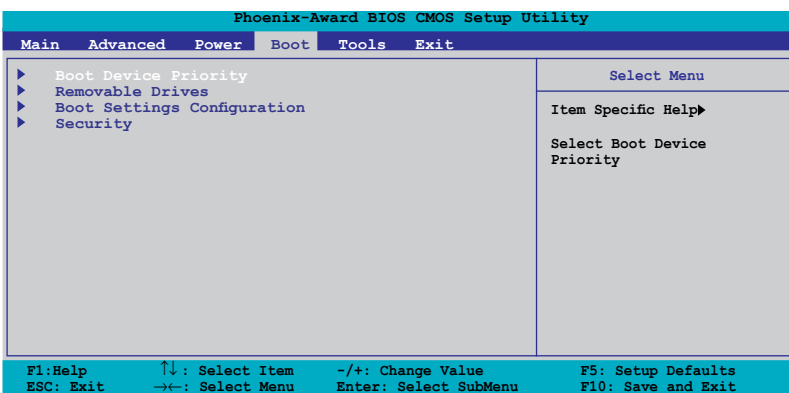 Phoenix-Award BIOS CMOS Setup Utility
Main Advanced Power Boot Tools Exit
Boot Device Priority
Removable Drives
Boot Settings Configuration
Security
Select Menu
Item Specific Help
Select Boot Device
Priority
F1:Help ↑↓: Select Item -/+: Change Value F5: Setup Defaults
ESC: Exit →←: Select Menu Enter: Select SubMenu F10: Save and Exit